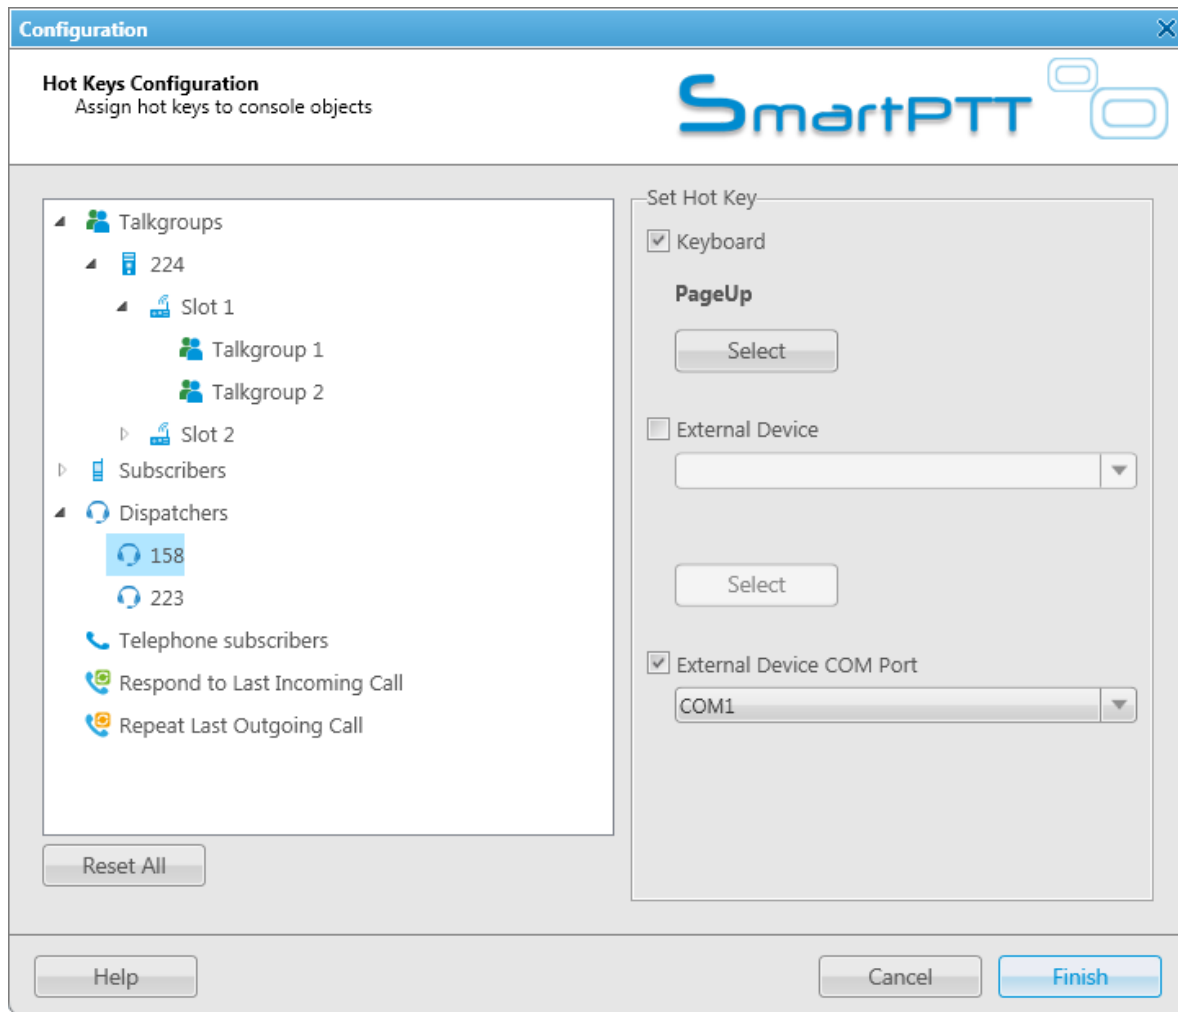 Configuration
Hot Keys Configuration
Assign hot keys to console objects
SmartPTT
Talkgroups
224
Slot 1
Talkgroup 1
Talkgroup 2
Slot 2
Subscribers
Dispatchers
158
223
Telephone subscribers
Respond to Last Incoming Call
Repeat Last Outgoing Call
Reset All
Set Hot Key
Keyboard
PageUp
Select
External Device
Select
External Device COM Port
COM1
Help
Cancel
Finish